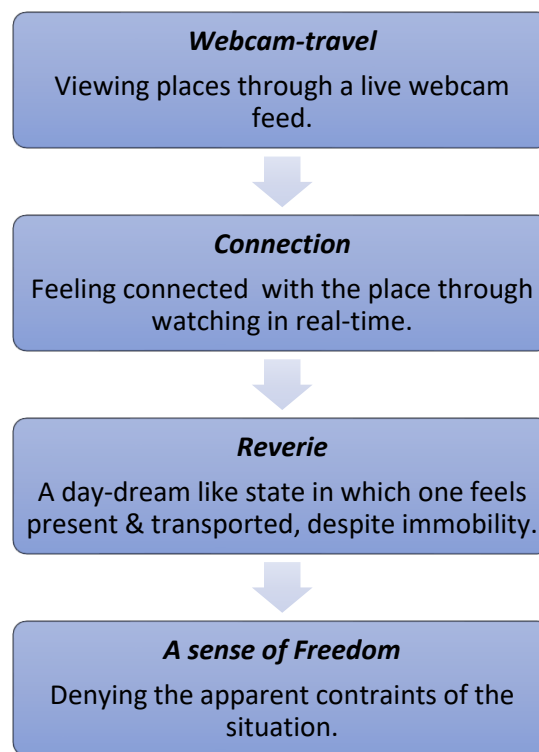 Webcam-travel
Viewing places through a live webcam
feed.
Connection
Feeling connected with the place through
watching in real-time.
Reverie
A day-dream like state in which one feels
present & transported, despite immobility.
A sense of Freedom
Denying the apparent contraints of the
situation.